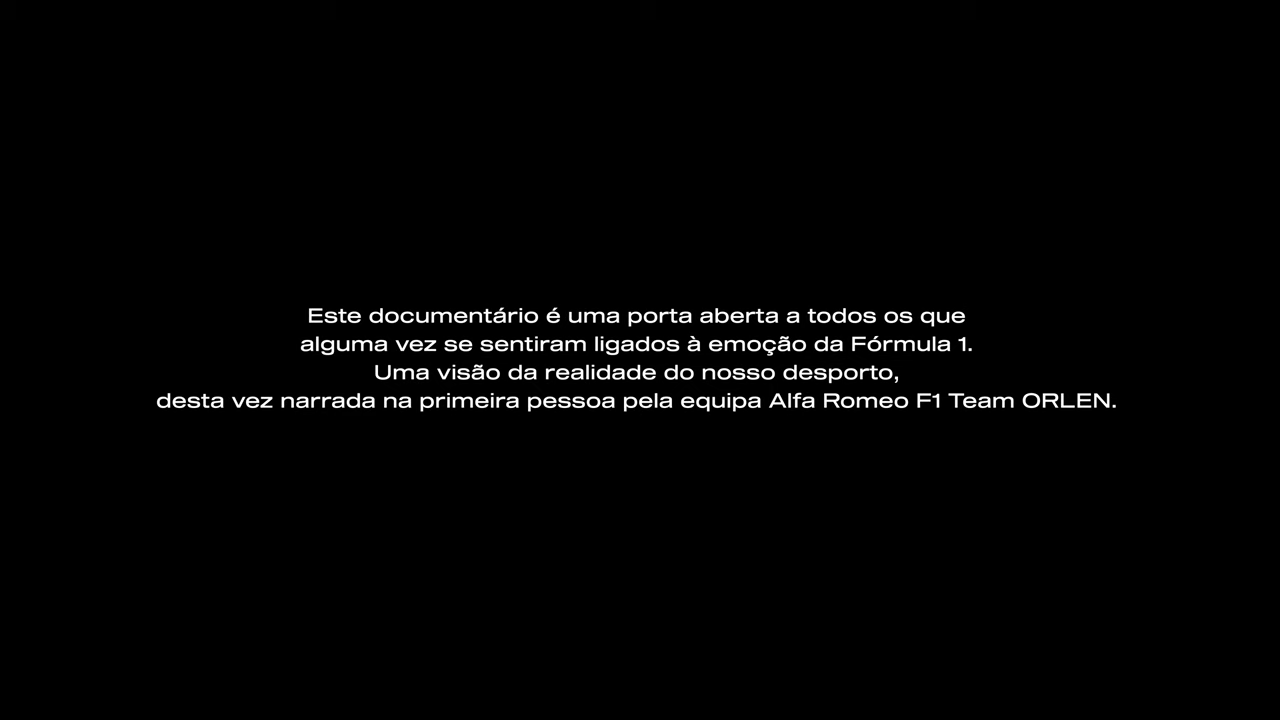 Este documentário é uma porta aberta a todos os que
alguma vez se sentiram ligados à emoção da Fórmula 1.
Uma visão da realidade do nosso desporto,
desta vez narrada na primeira pessoa pela equipa Alfa Romeo F1 Team ORLEN.